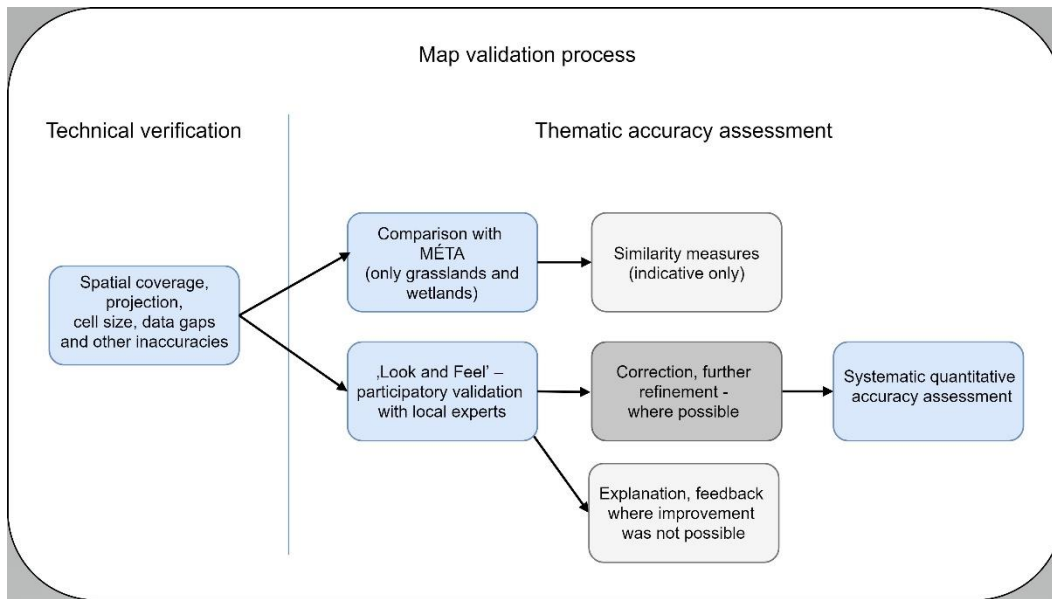 Map validation process
Technical verification
Thematic accuracy assessment
Spatial coverage,
projection,
cell size, data gaps
and other inaccuracies
Comparison with
MÉTA
(only grasslands and
wetlands)
Similarity measures
(indicative only)
‚Look and Feel’ –
participatory validation
with local experts
Correction, further
refinement -
where possible
Systematic quantitative
accuracy assessment
Explanation, feedback
where improvement
was not possible